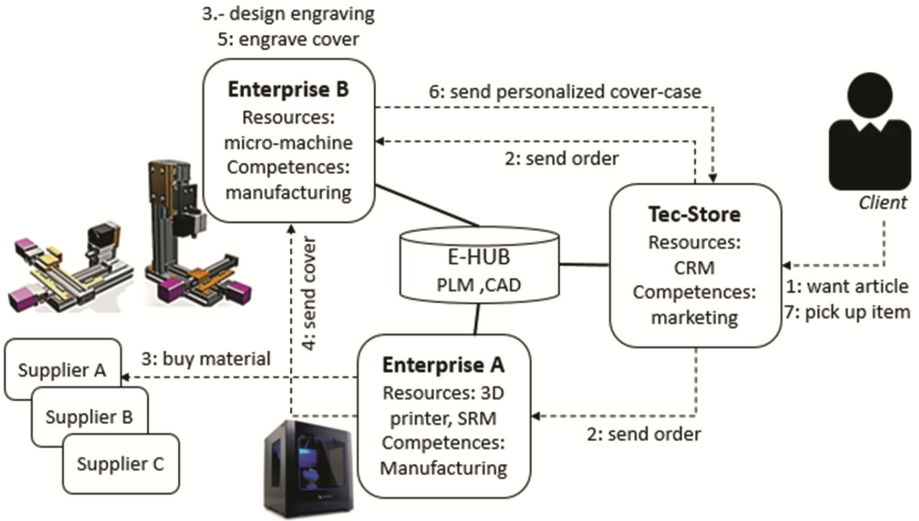 3.- design engraving
5: engrave cover
Enterprise B
Resources:
micro-machine
Competences:
manufacturing
6: send personalized cover-case
2: send order
Client
Tec-Store
Resources:
CRM
Competences:
marketing
1: want article
7: pick up item
E-HUB
PLM ,CAD
4: send cover
3: buy material
Supplier A
Supplier B
Supplier C
Enterprise A
Resources: 3D
printer, SRM
Competences:
Manufacturing
2: send order